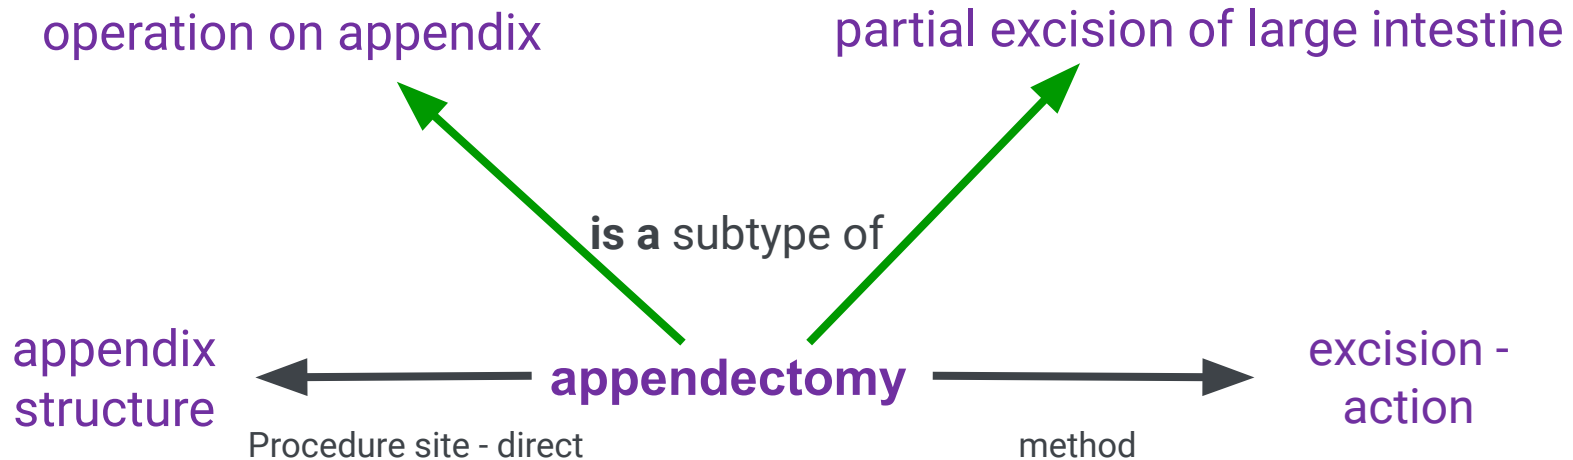 operation on appendix
partial excision of large intestine
is a subtype of
appendix
structure
appendectomy
excision -
action
Procedure site - direct
method